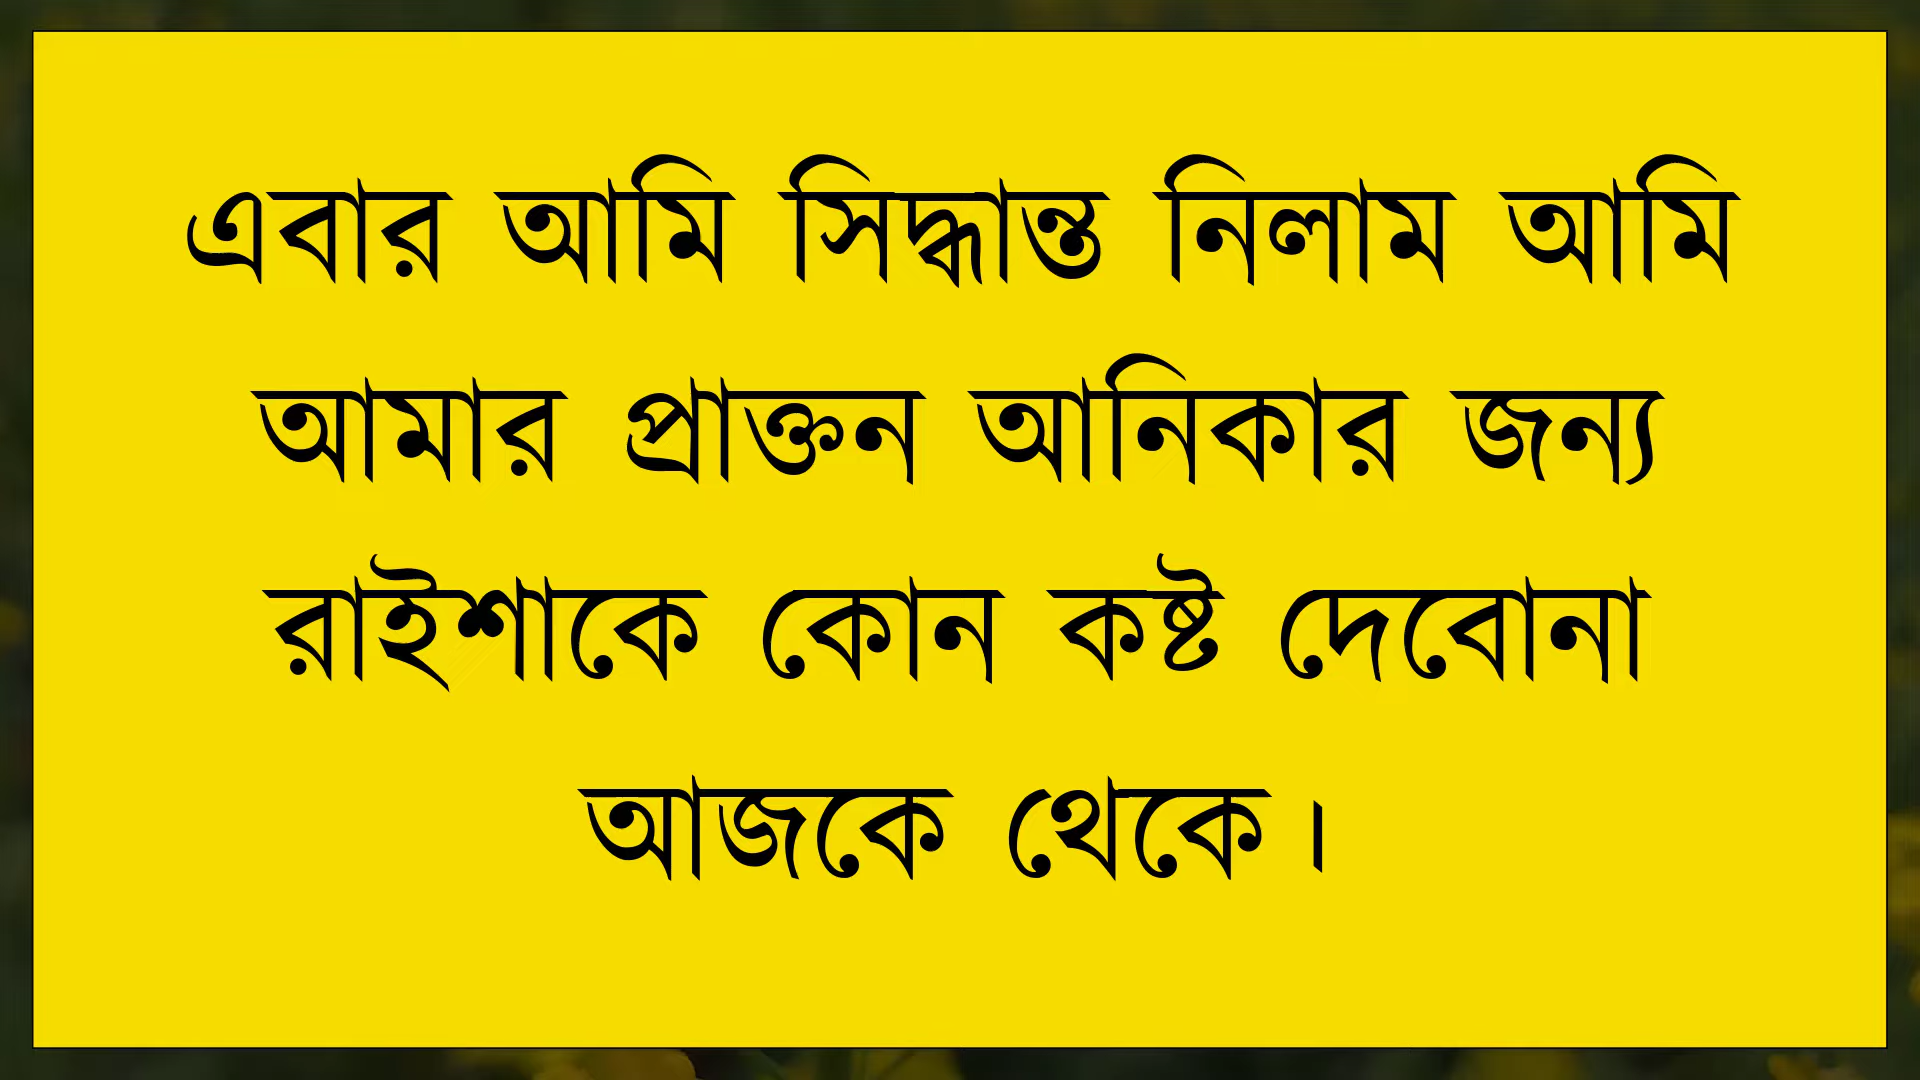 এবার আমি সিদ্ধান্ত নিলাম আমি
আমার প্রাক্তন আনিকার জন্য
রাইশাকে কোন কষ্ট দেবোনা
আজকে থেকে।